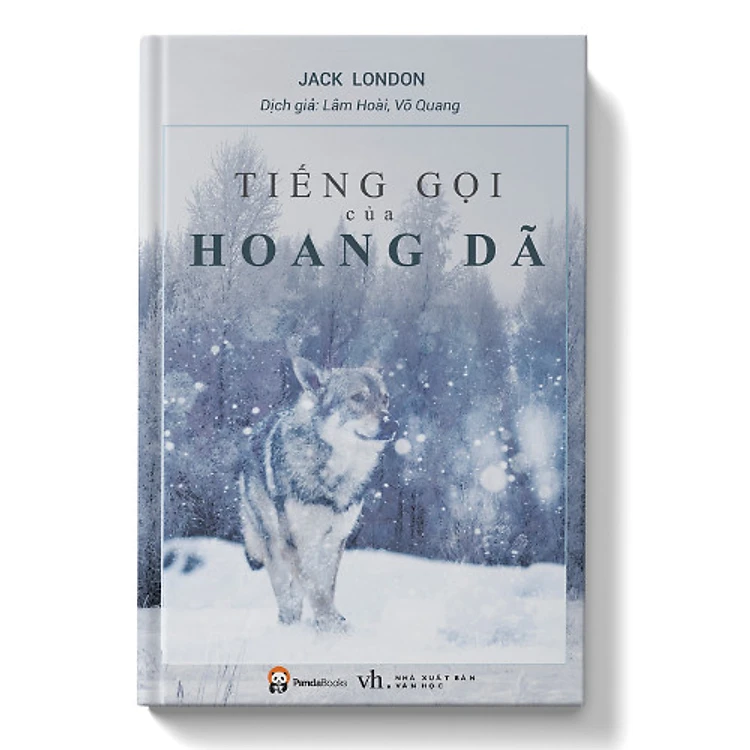 JACK LONDON
Dịch giả: Lâm Hoài, Võ Quang
TIẾNG GỌI
của
HOANG DÃ
PandaBooks
vh.
NHÀ XUẤT BẢN
VĂN HỌC